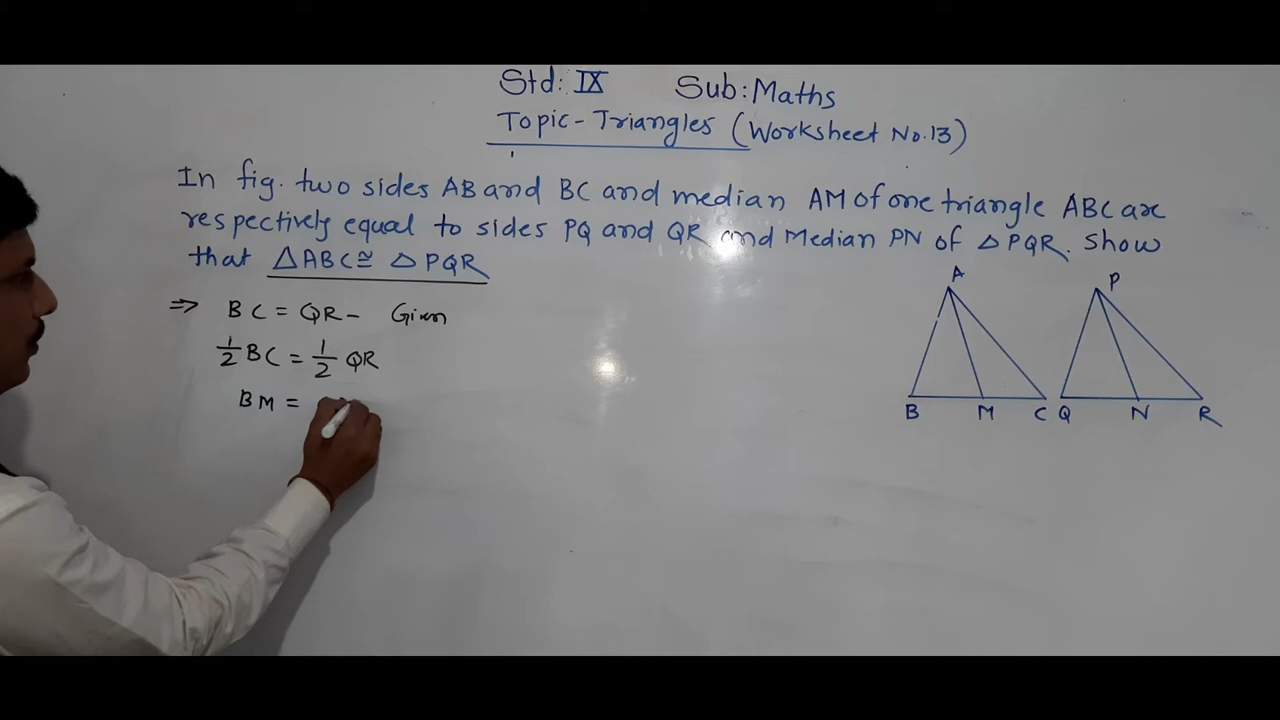 Std: IX Sub: Maths
Topic - Triangles (Worksheet No. 13)
In fig. two sides AB and BC and median AM of one triangle ABC are
respectively equal to sides PQ and QR and Median PN of △PQR. Show
that △ABC ≅ △PQR
⇒ BC = QR - Given
1/2 BC = 1/2 QR
BM =
A
B M C
P
Q N R